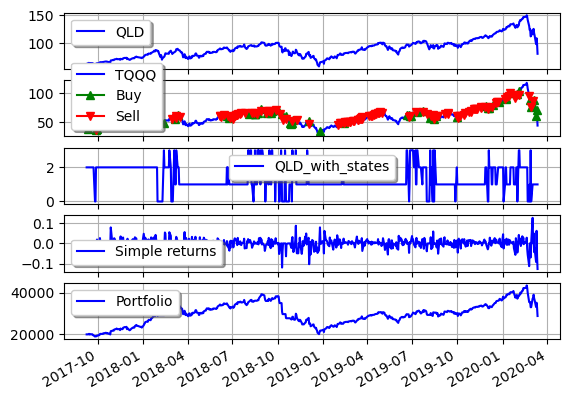 150
QLD
100
TQQQ
100
Buy
50
Sell
2
QLD_with_states
0
0.1
0.0
Simple returns
−0.1
40000
Portfolio
20000
2017-10 2018-01 2018-04 2018-07 2018-10 2019-01 2019-04 2019-07 2019-10 2020-01 2020-04